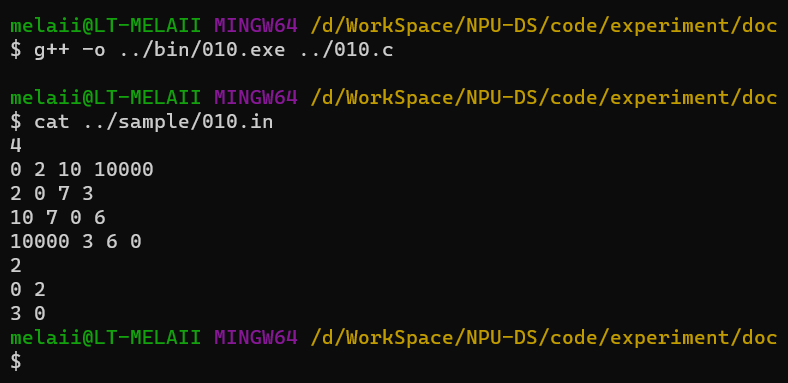 melaii@LT-MELAII MINGW64 /d/WorkSpace/NPU-DS/code/experiment/doc
$ g++ -o ../bin/010.exe ../010.c
melaii@LT-MELAII MINGW64 /d/WorkSpace/NPU-DS/code/experiment/doc
$ cat ../sample/010.in
4
0 2 10 10000
2 0 7 3
10 7 0 6
10000 3 6 0
2
0 2
3 0
melaii@LT-MELAII MINGW64 /d/WorkSpace/NPU-DS/code/experiment/doc
$